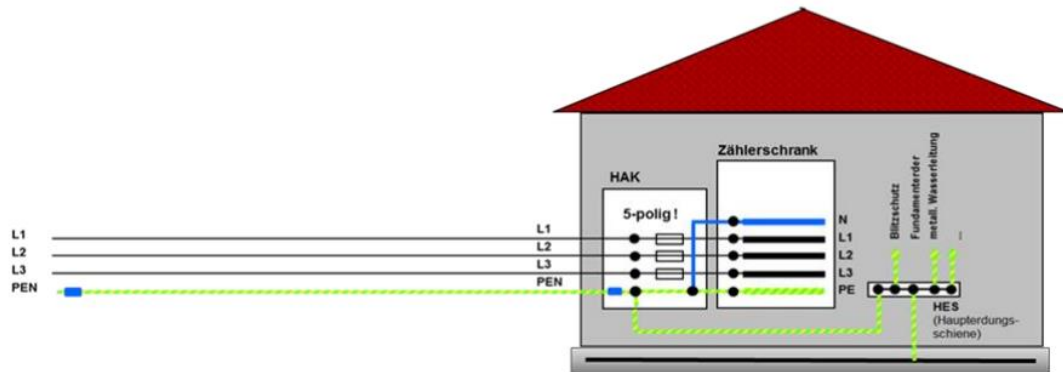 Zählerschrank
HAK
5-polig !
L1
L2
L3
PEN
L1
L2
L3
PEN
N
L1
L2
L3
PE
Blitzschutz
Fundamenterder
metall. Wasserleitung
...
HES
(Haupterdungs-
schiene)